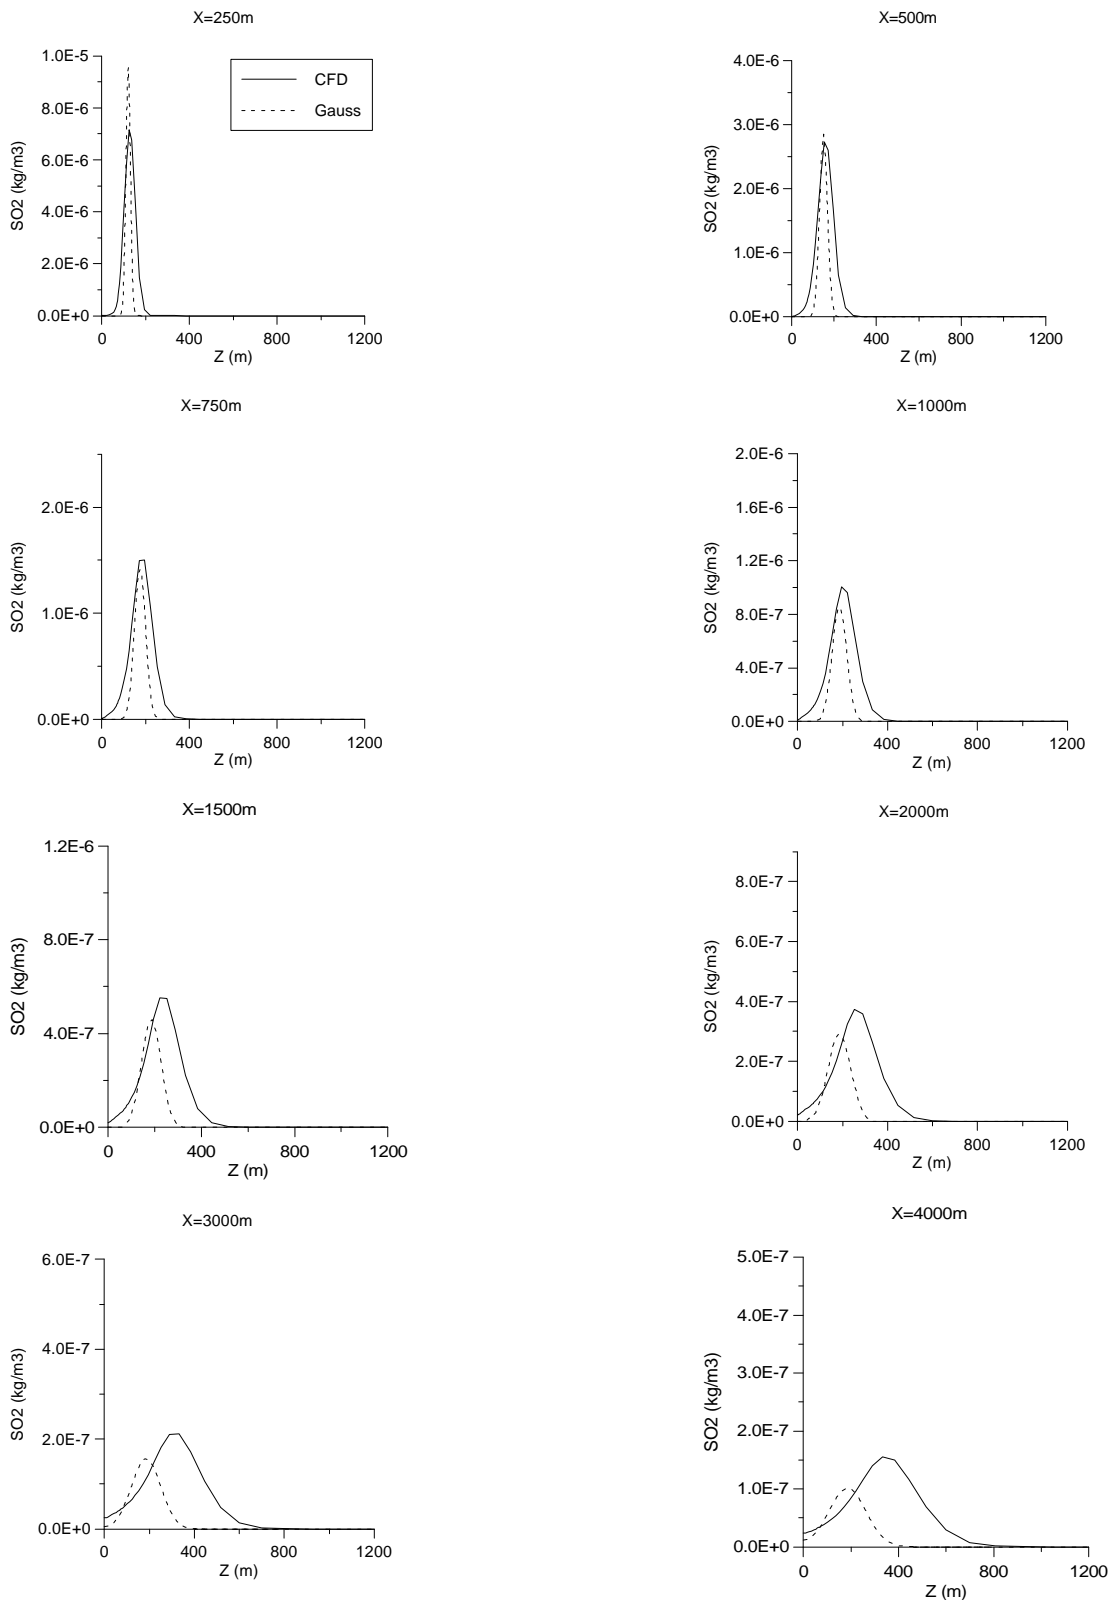 X=250m
1.0E-5
8.0E-6
6.0E-6
4.0E-6
2.0E-6
0.0E+0
SO2 (kg/m3)
0 400 800 1200
Z (m)
CFD
Gauss
X=500m
4.0E-6
3.0E-6
2.0E-6
1.0E-6
0.0E+0
SO2 (kg/m3)
0 400 800 1200
Z (m)
X=750m
2.0E-6
1.0E-6
0.0E+0
SO2 (kg/m3)
0 400 800 1200
Z (m)
X=1000m
2.0E-6
1.6E-6
1.2E-6
8.0E-7
4.0E-7
0.0E+0
SO2 (kg/m3)
0 400 800 1200
Z (m)
X=1500m
1.2E-6
8.0E-7
4.0E-7
0.0E+0
SO2 (kg/m3)
0 400 800 1200
Z (m)
X=2000m
8.0E-7
6.0E-7
4.0E-7
2.0E-7
0.0E+0
SO2 (kg/m3)
0 400 800 1200
Z (m)
X=3000m
6.0E-7
4.0E-7
2.0E-7
0.0E+0
SO2 (kg/m3)
0 400 800 1200
Z (m)
X=4000m
5.0E-7
4.0E-7
3.0E-7
2.0E-7
1.0E-7
0.0E+0
SO2 (kg/m3)
0 400 800 1200
Z (m)